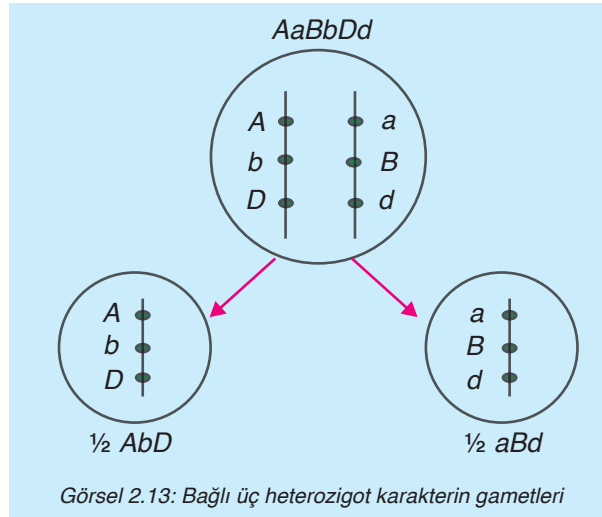 AaBbDd
A a
b B
D d
A a
b B
D d
½ AbD ½ aBd
Görsel 2.13: Bağlı üç heterozigot karakterin gametleri